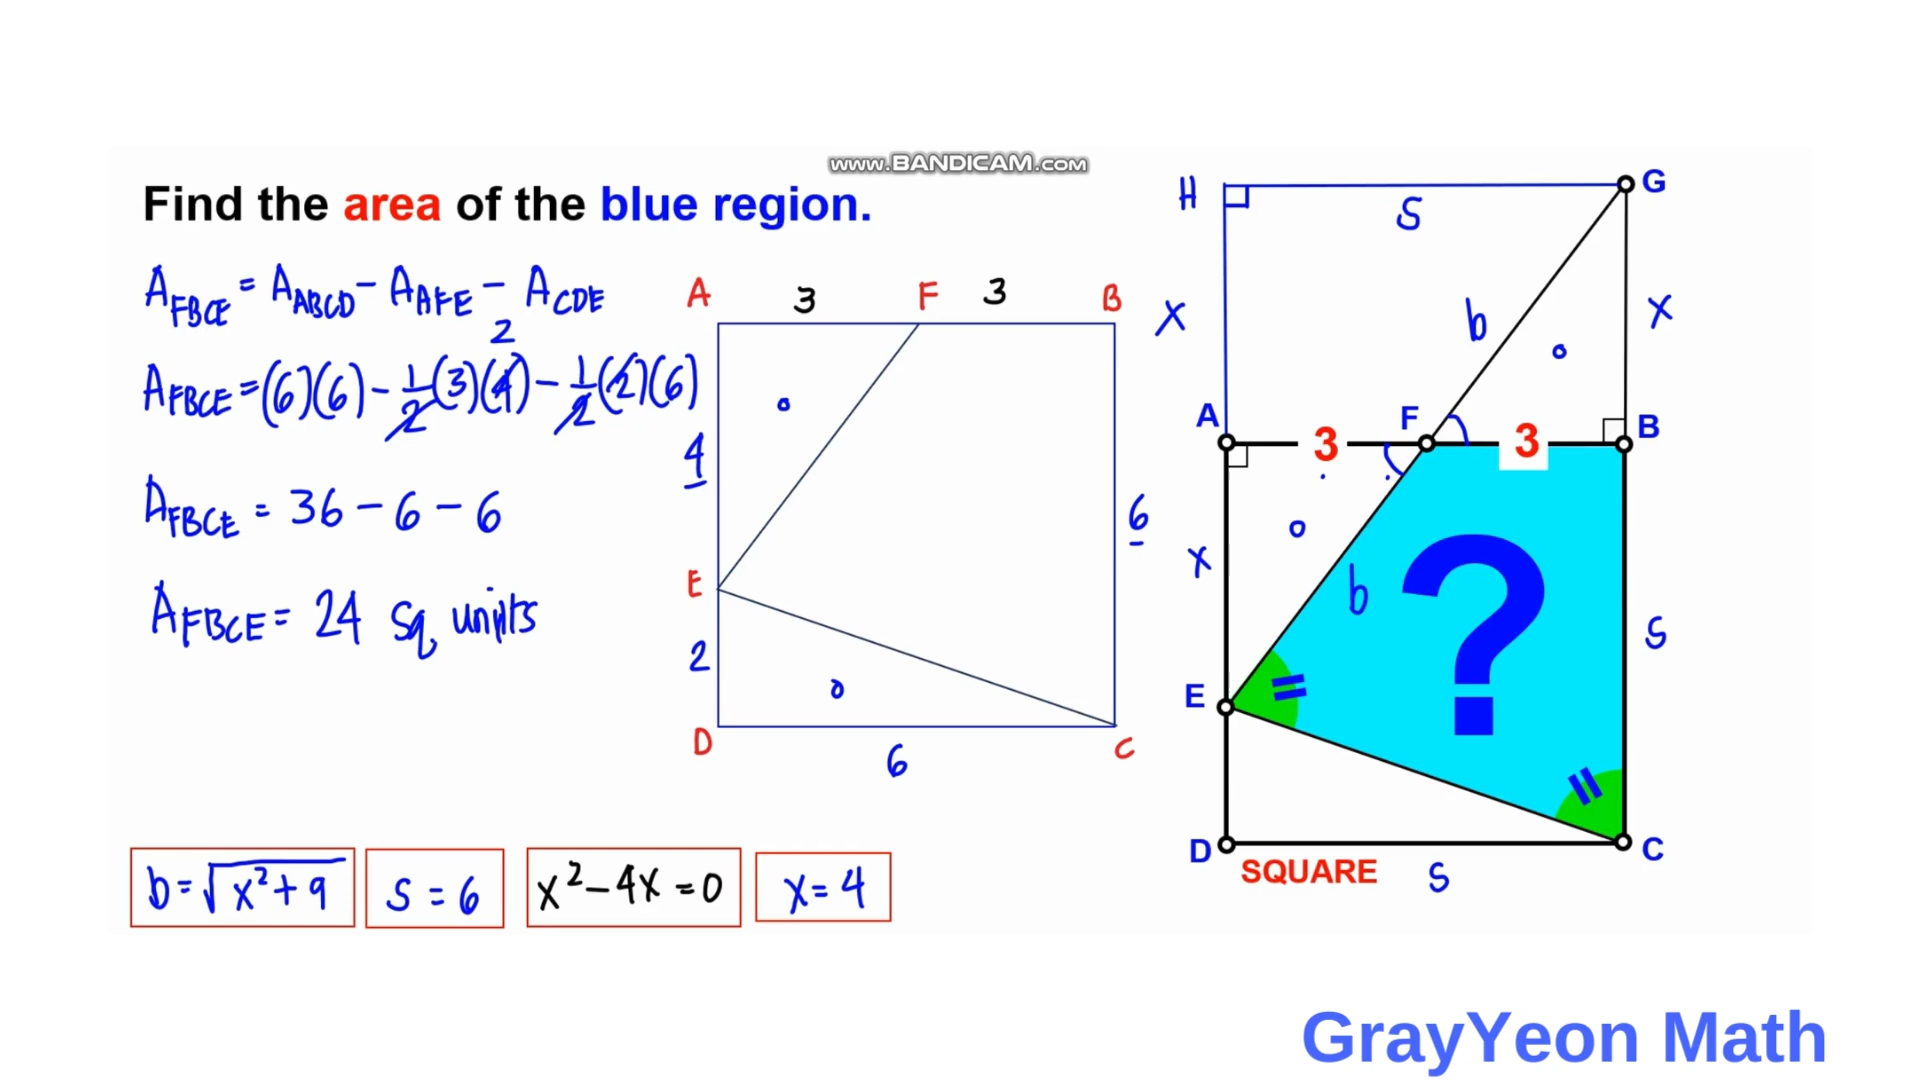 www.BANDICAM.com
Find the area of the blue region.
A_FBCE = A_ABCD - A_AFE - A_CDE
2
A_FBCE = (6)(6) - 1/2 (3)(4) - 1/2 (2)(6)
A_FBCE = 36 - 6 - 6
A_FBCE = 24 sq. units
A 3 F 3 B
4
6
E
2
D
6
C
H
S
G
X
b
X
A
3
F
3
B
X
b
?
S
E
D
SQUARE
S
C
b = √x² + 9
S = 6
x² - 4x = 0
x = 4
GrayYeon Math